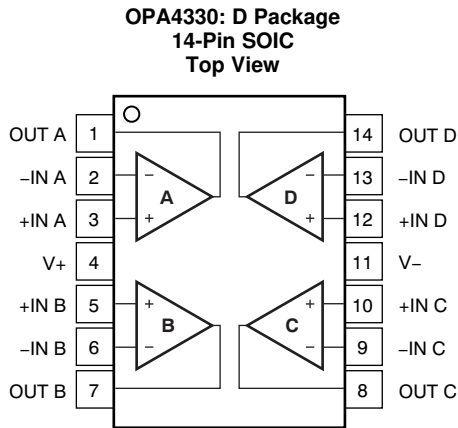 OPA4330: D Package
14-Pin SOIC
Top View
OUT A 1 14 OUT D
−IN A 2 − − 13 −IN D
A D
+IN A 3 + + 12 +IN D
V+ 4 11 V−
+IN B 5 + + 10 +IN C
B C
−IN B 6 − − 9 −IN C
OUT B 7 8 OUT C